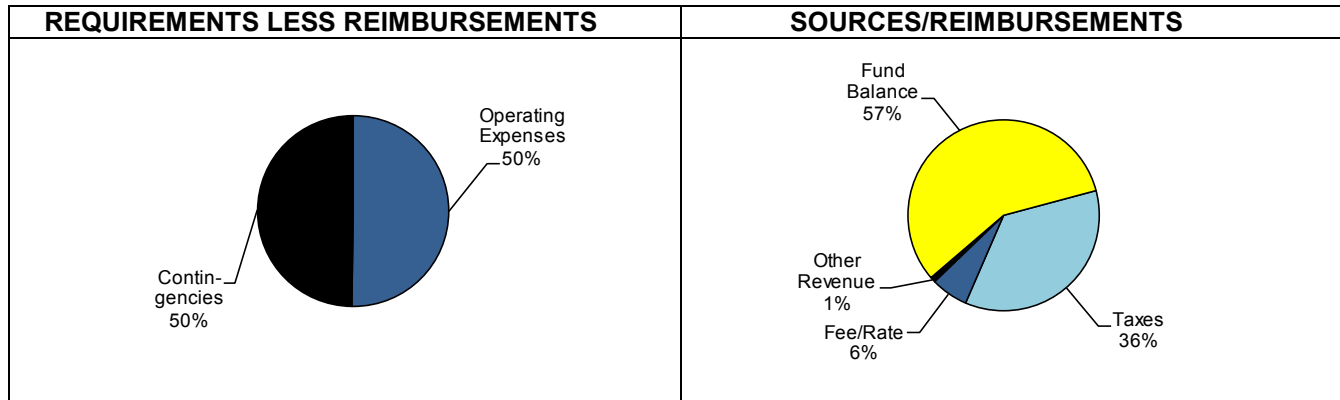 REQUIREMENTS LESS REIMBURSEMENTS
Operating
Expenses
50%
Contin-
gencies
50%
SOURCES/REIMBURSEMENTS
Fund
Balance
57%
Other
Revenue
1%
Fee/Rate
6%
Taxes
36%